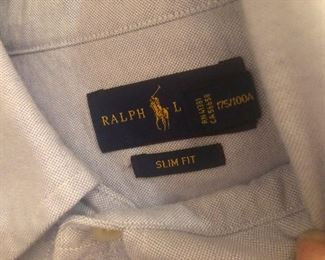 RALPH L
175/100A
SLIM FIT